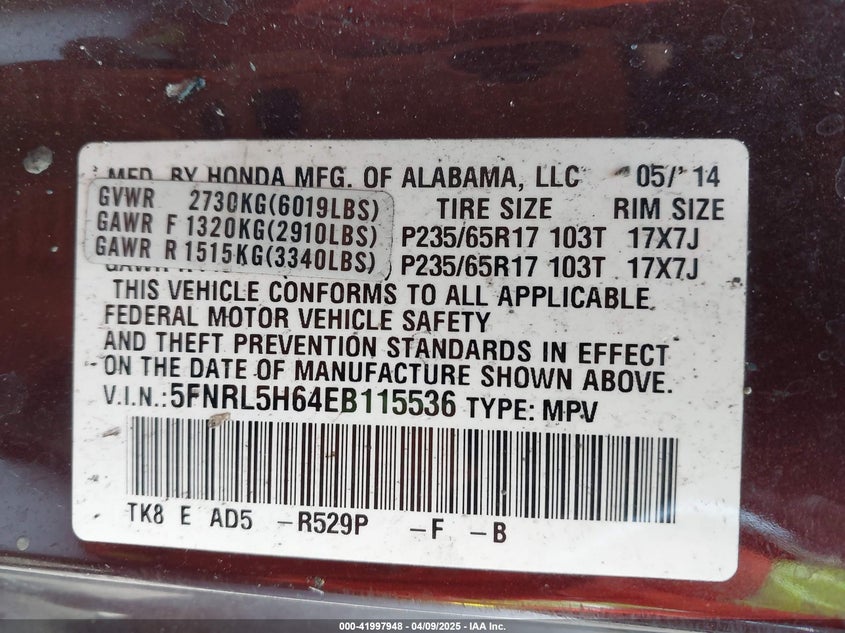 MFD. BY HONDA MFG. OF ALABAMA, LLC 05/ 14
GVWR 2730KG(6019LBS) TIRE SIZE RIM SIZE
GAWR F 1320KG(2910LBS) P235/65R17 103T 17X7J
GAWR R 1515KG(3340LBS) P235/65R17 103T 17X7J
THIS VEHICLE CONFORMS TO ALL APPLICABLE
FEDERAL MOTOR VEHICLE SAFETY
AND THEFT PREVENTION STANDARDS IN EFFECT
ON THE DATE OF MANUFACTURE SHOWN ABOVE.
V.I.N.:5FNRL5H64EB115536 TYPE: MPV
TK8 E AD5 -R529P -F -B
000-41997948 - 04/09/2025 - IAA Inc.